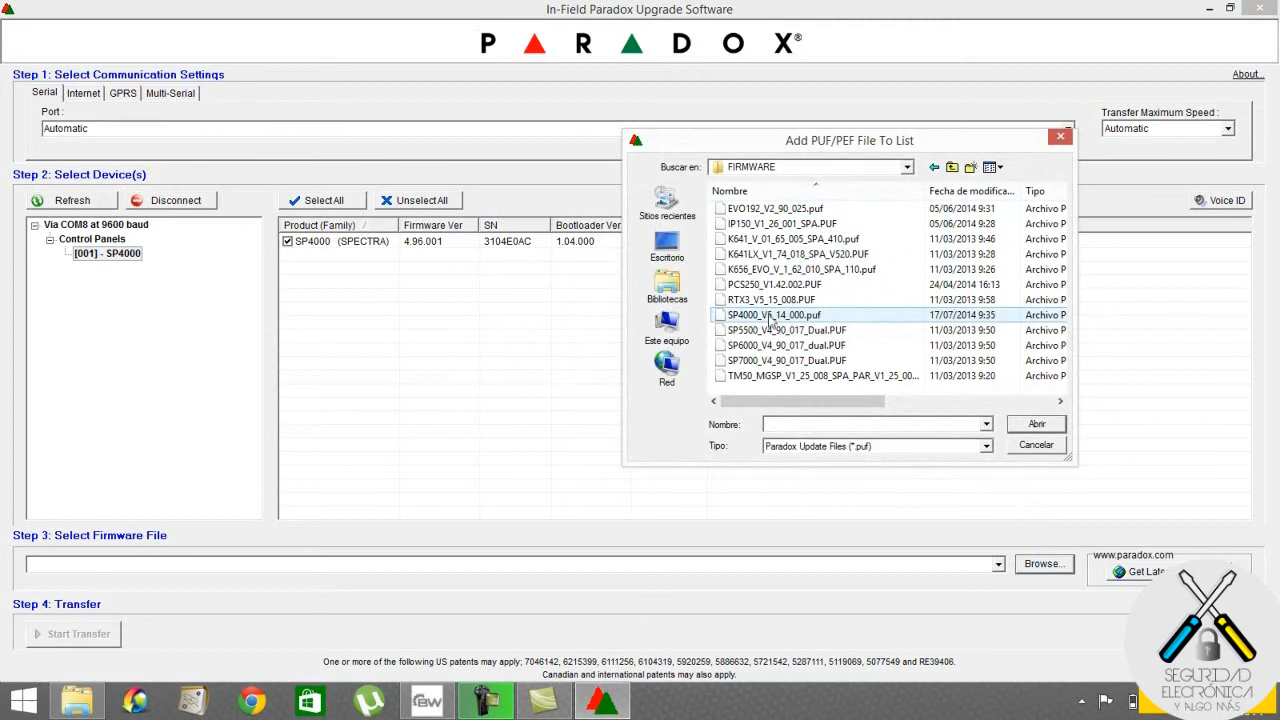 In-Field Paradox Upgrade Software
PARADOX®
Step 1: Select Communication Settings
About...
Serial Internet GPRS Multi-Serial
Port :
Automatic
Transfer Maximum Speed :
Automatic
Add PUF/PEF File To List
Buscar en: FIRMWARE
Step 2: Select Device(s)
Refresh Disconnect Select All Unselect All Voice ID
Via COM8 at 9600 baud
Control Panels
[001] - SP4000
Product (Family) Firmware Ver SN Bootloader Ver
SP4000 (SPECTRA) 4.96.001 3104E0AC 1.04.000
Sitios recientes
Escritorio
Bibliotecas
Este equipo
Red
Nombre Fecha de modifica... Tipo
EVO192_V2_90_025.puf 05/06/2014 9:31 Archivo P
IP150_V1_26_001_SPA.PUF 05/06/2014 9:34 Archivo P
K641_V_01_65_005_SPA_410.puf 11/03/2013 9:46 Archivo P
K641LX_V1_74_018_SPA_V520.PUF 11/03/2013 9:28 Archivo P
K656_EVO_V_1_62_010_SPA_110.puf 11/03/2013 9:26 Archivo P
PCS250_V1.42.002.PUF 24/04/2014 16:13 Archivo P
RTX3_V5_15_008.PUF 11/03/2013 9:58 Archivo P
SP4000_V6_14_000.puf 17/07/2014 9:35 Archivo P
SP5500_V4_90_017_Dual.PUF 11/03/2013 9:50 Archivo P
SP6000_V4_90_017_dual.PUF 11/03/2013 9:50 Archivo P
SP7000_V4_90_017_Dual.PUF 11/03/2013 9:50 Archivo P
TM50_MGSP_V1_25_008_SPA_PAR_V1_25_00... 11/03/2013 9:20 Archivo P
Nombre: Abrir
Tipo: Paradox Update Files (*.puf) Cancelar
Step 3: Select Firmware File
Browse...
www.paradox.com
Get Late
Step 4: Transfer
Start Transfer
One or more of the following US patents may apply; 7046142, 6215399, 6111256, 6104319, 5920259, 5886632, 5721542, 5287111, 5119069, 5077549 and RE39406.
Canadian and international patents may also apply.
SEGURIDAD
ELECTRÓNICA
Y ALGO MÁS